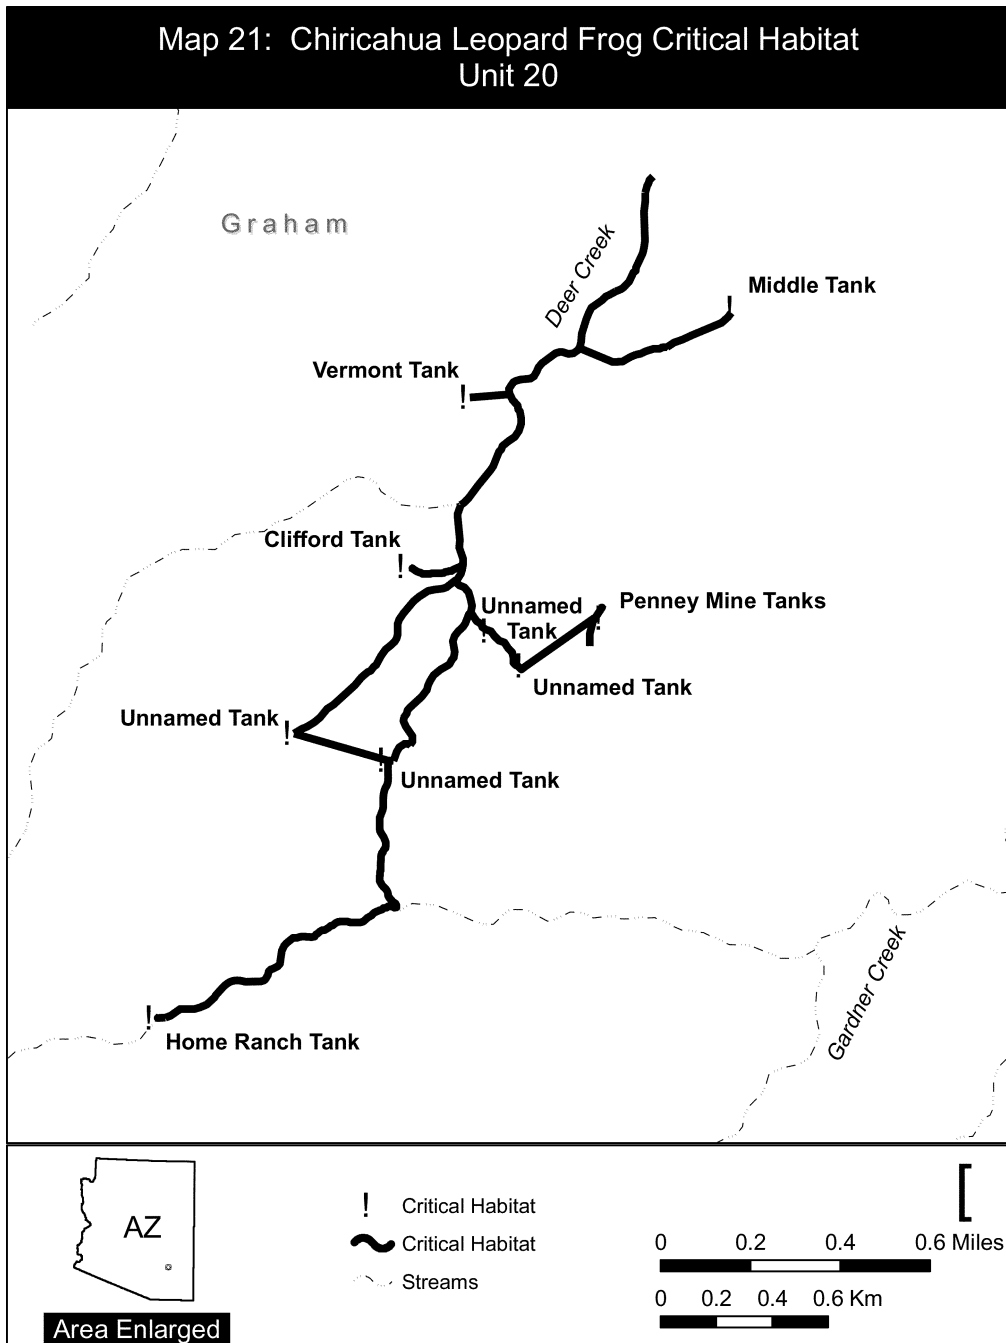 Map 21: Chiricahua Leopard Frog Critical Habitat
Unit 20
Graham
Deer Creek
Middle Tank
Vermont Tank
!
!
Clifford Tank
!
Unnamed
Tank
!
Penney Mine Tanks
!
!
Unnamed Tank
Unnamed Tank
!
!
Unnamed Tank
Gardner Creek
!
Home Ranch Tank
AZ
Area Enlarged
! Critical Habitat
Critical Habitat
Streams
[
0 0.2 0.4 0.6 Miles
0 0.2 0.4 0.6 Km